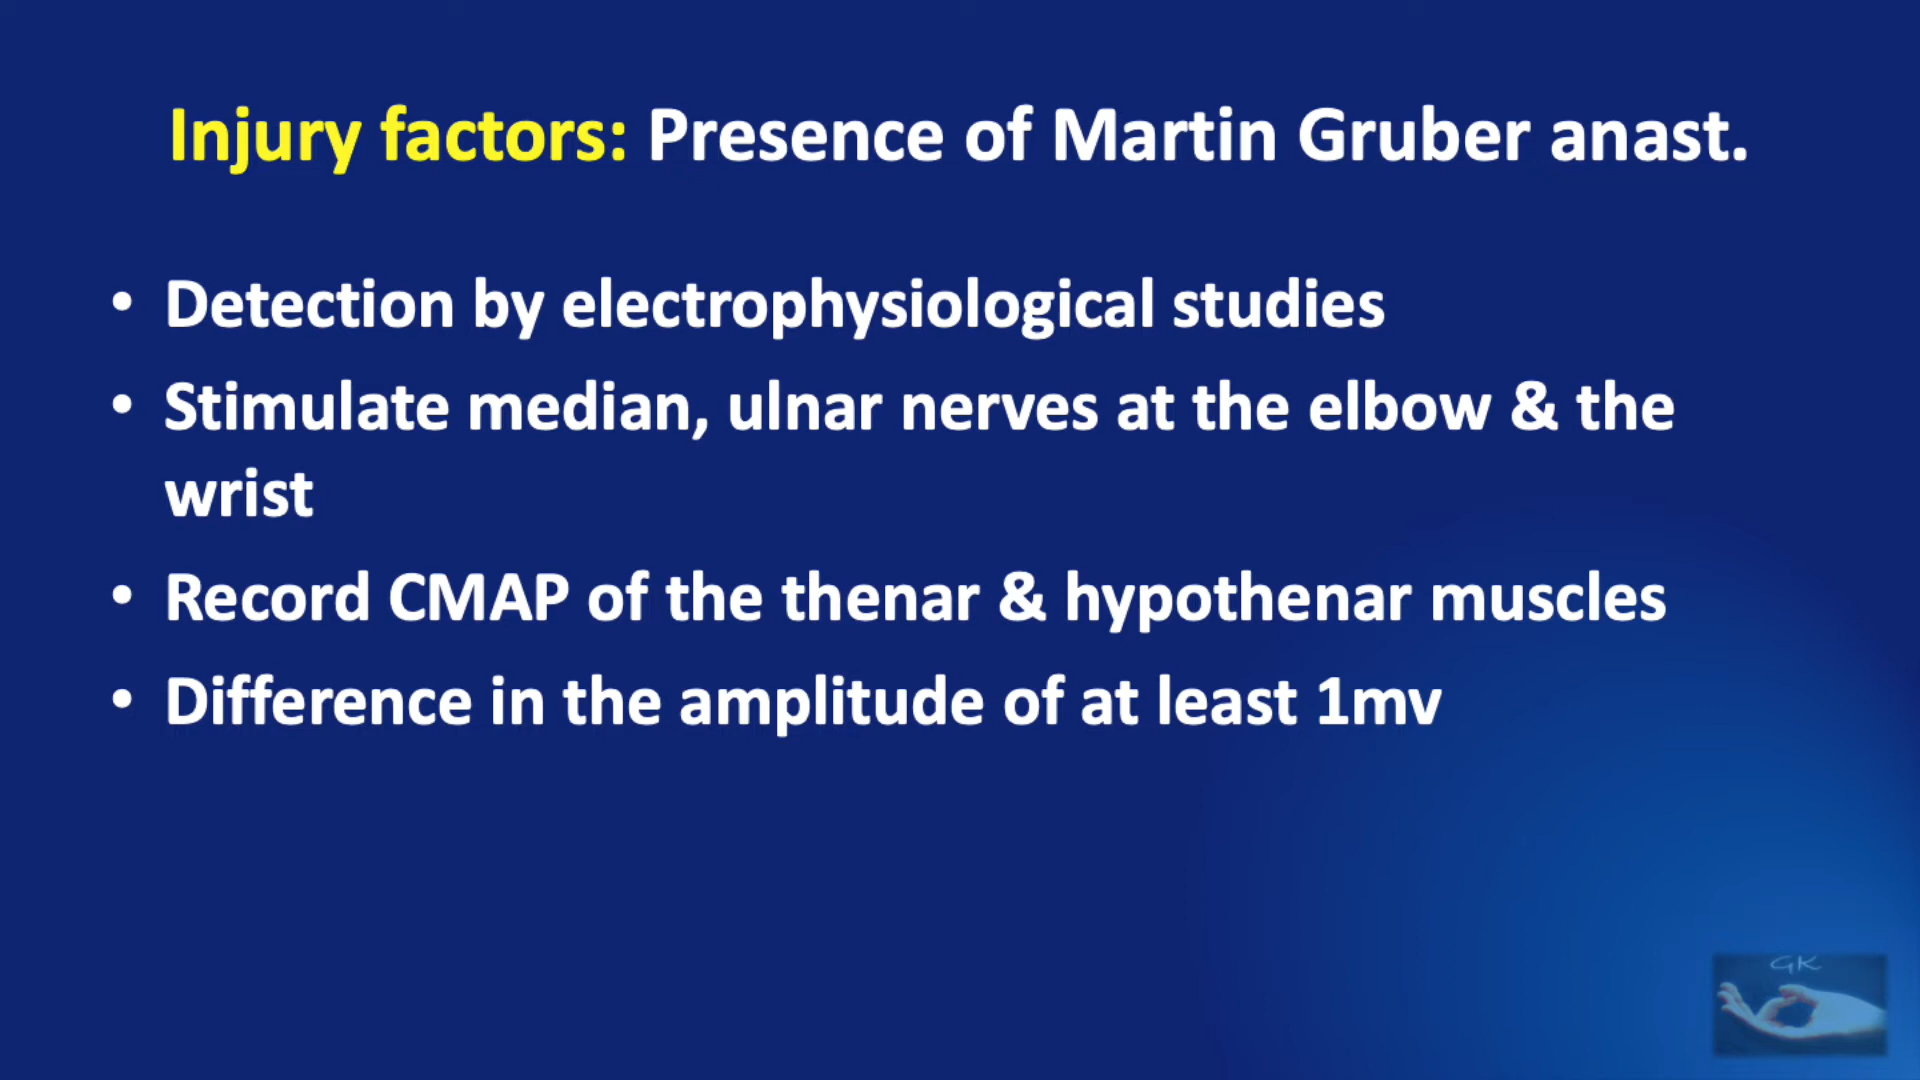 Injury factors: Presence of Martin Gruber anast.
• Detection by electrophysiological studies
• Stimulate median, ulnar nerves at the elbow & the
wrist
• Record CMAP of the thenar & hypothenar muscles
• Difference in the amplitude of at least 1mv
GK